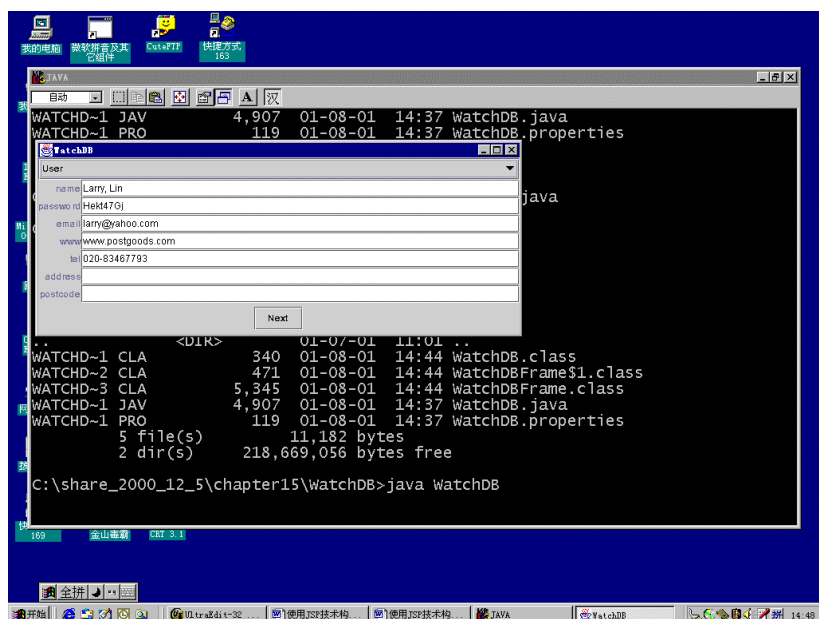 我的电脑
微软拼音及其
它组件
CuteFTP
快捷方式
163
JAVA
自动
A 汉
WATCHD~1 JAV 4,907 01-08-01 14:37 WatchDB.java
WATCHD~1 PRO 119 01-08-01 14:37 WatchDB.properties
WatchDB
User
name Larry, Lin
password Hekt47Gj
java
email larry@yahoo.com
www www.postgoods.com
tel 020-83467793
address
postcode
Next
.. <DIR> 01-07-01 11:01 ..
WATCHD~1 CLA 340 01-08-01 14:44 WatchDB.class
WATCHD~2 CLA 471 01-08-01 14:44 WatchDBFrame$1.class
WATCHD~3 CLA 5,345 01-08-01 14:44 WatchDBFrame.class
WATCHD~1 JAV 4,907 01-08-01 14:37 WatchDB.java
WATCHD~1 PRO 119 01-08-01 14:37 WatchDB.properties
5 file(s) 11,182 bytes
2 dir(s) 218,669,056 bytes free
C:\share_2000_12_5\chapter15\WatchDB>java WatchDB
169
金山毒霸
CRT 3.1
全拼
开始
UltraEdit-32 ...
使用JSP技术构...
使用JSP技术构...
JAVA
WatchDB
14:48